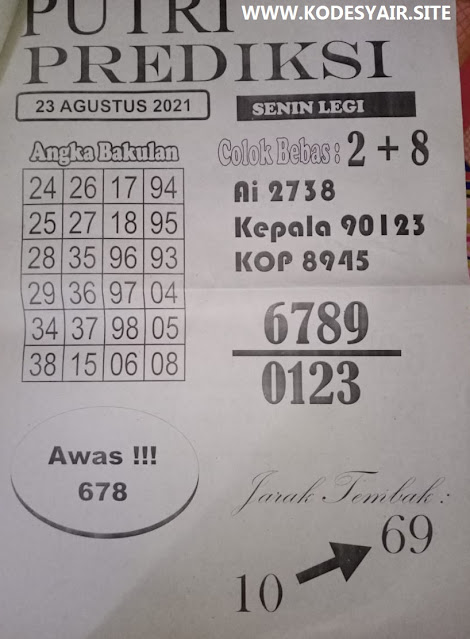 WWW.KODESYAIR.SITE
PUTRI
PREDIKSI
23 AGUSTUS 2021
SENIN LEGI
Angka Bakulan
24 26 17 94
25 27 18 95
28 35 96 93
29 36 97 04
34 37 98 05
38 15 06 08
Colok Bebas : 2 + 8
Ai 2738
Kepala 90123
KOP 8945
6789
0123
Awas !!!
678
Jarak Tembak :
10 69